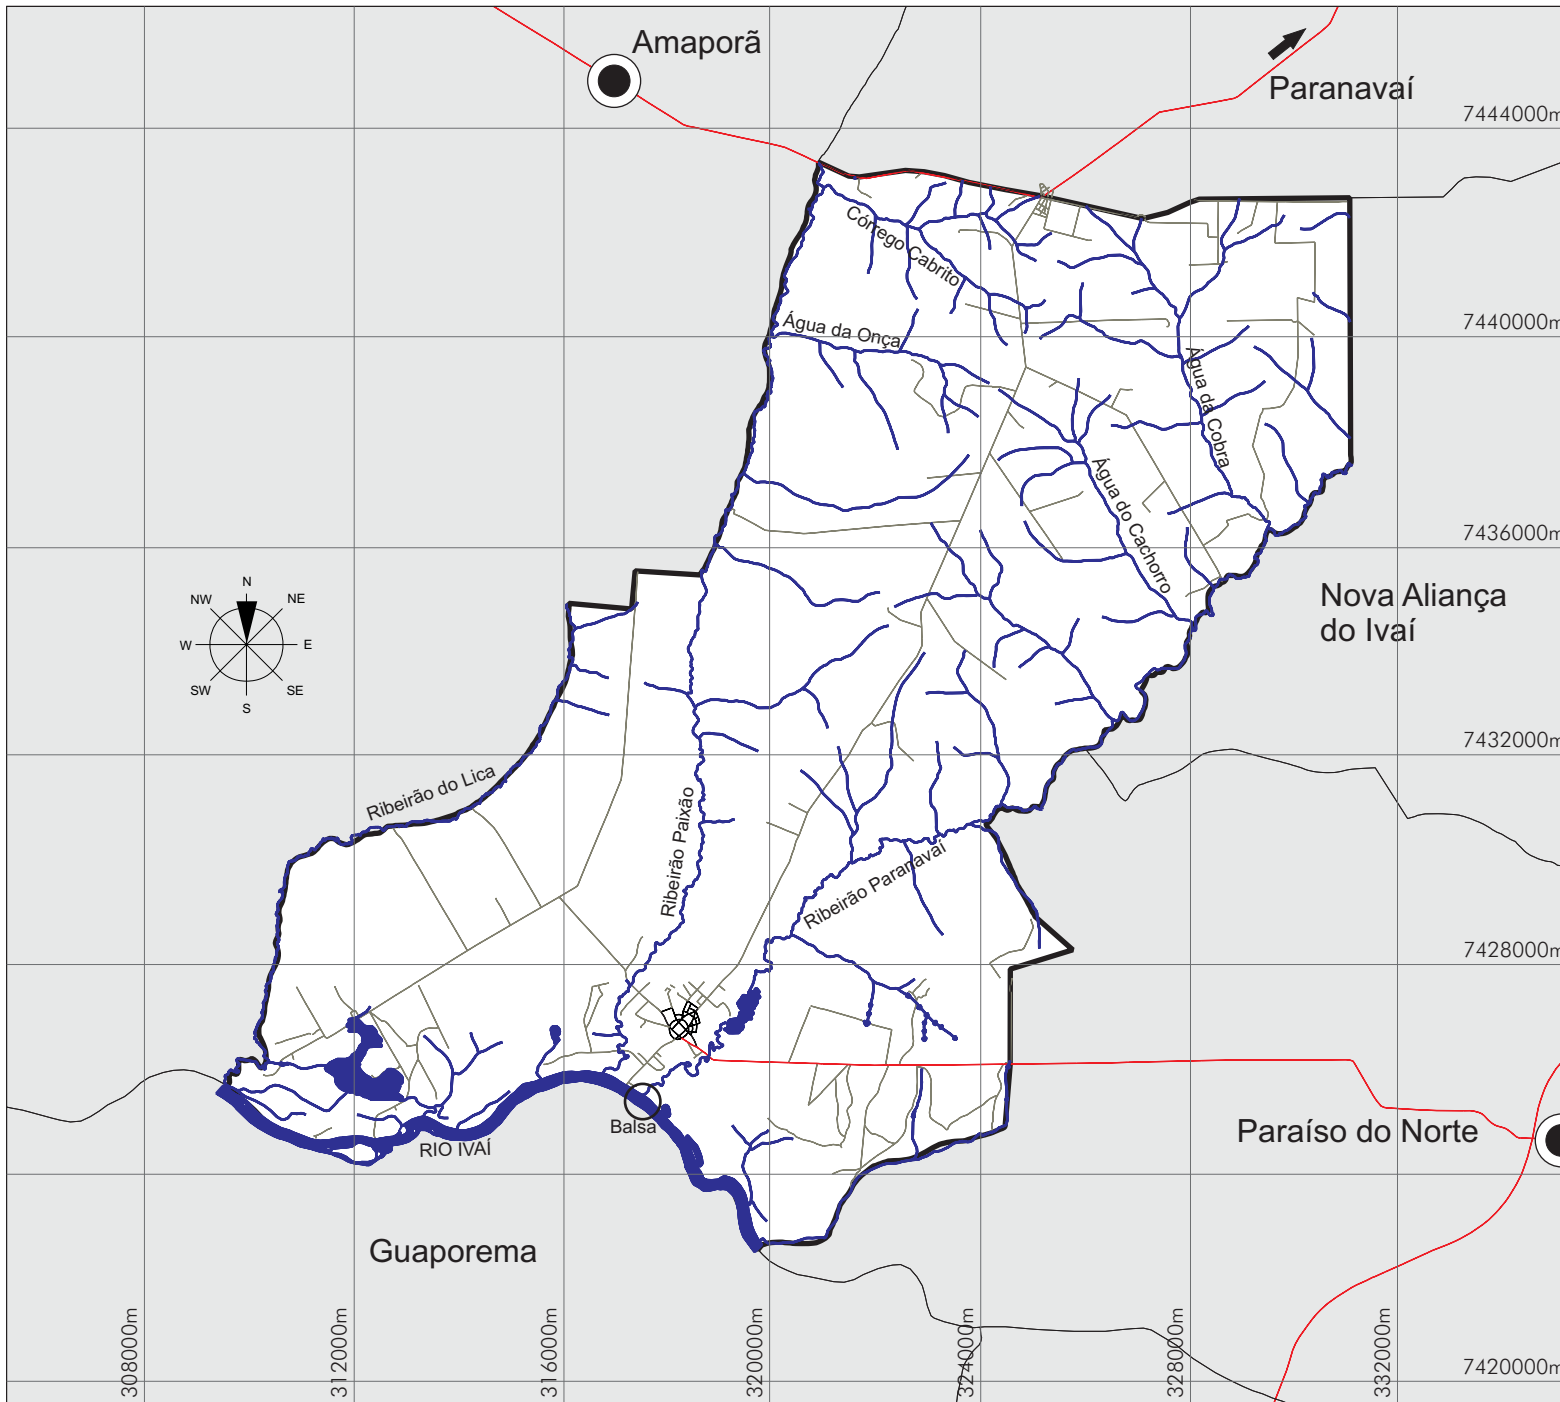 Amaporã
Paranavaí
7444000m
Córrego Cabrito
Água da Onça
7440000m
Água da Cobra
Água do Cachorro
7436000m
N
NW
NE
W
E
SW
SE
S
Nova Aliança
do Ivaí
7432000m
Ribeirão do Lica
Ribeirão Paixão
Ribeirão Paranavaí
7428000m
Balsa
RIO IVAÍ
Paraíso do Norte
Guaporema
308000m
312000m
316000m
320000m
324000m
328000m
332000m
7420000m